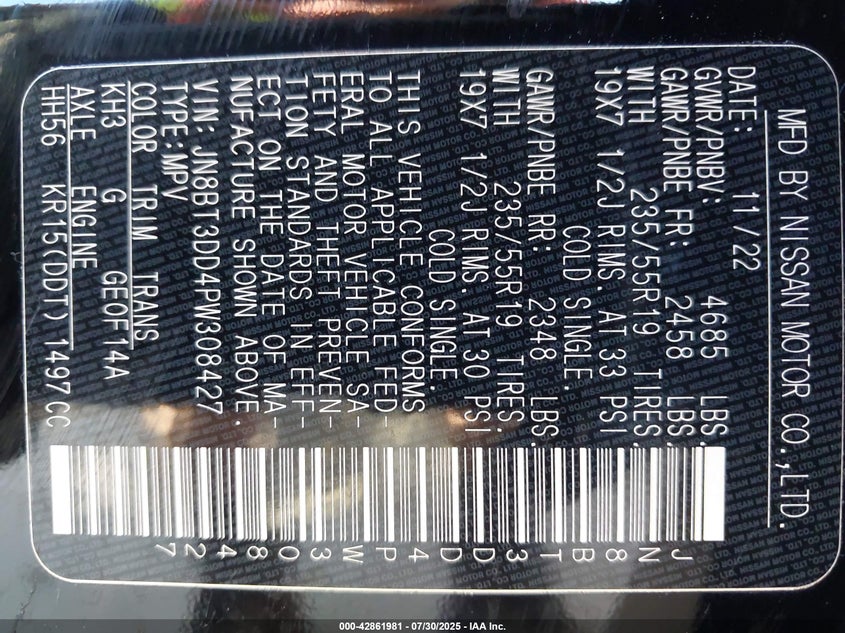 MFD BY NISSAN MOTOR CO.,LTD.
DATE: 11/22
GVWR/PNBV: 4685 LBS.
GAWR/PNBE FR: 2458 LBS.
WITH 235/55R19 TIRES.
19X7 1/2J RIMS. AT 33 PSI
COLD SINGLE.
GAWR/PNBE RR: 2348 LBS.
WITH 235/55R19 TIRES.
19X7 1/2J RIMS. AT 30 PSI
COLD SINGLE.
THIS VEHICLE CONFORMS
TO ALL APPLICABLE FED-
ERAL MOTOR VEHICLE SA-
FETY AND THEFT PREVEN-
TION STANDARDS IN EFF-
ECT ON THE DATE OF MA-
NUFACTURE SHOWN ABOVE.
VIN: JN8BT3DD4PW308427
TYPE:MPV
COLOR TRIM TRANS
KH3 G GE0F14A
AXLE ENGINE
HH56 KR15(DDT) 1497CC
JN8BT3DD4PW308427
000-42861981 - 07/30/2025 - IAA Inc.